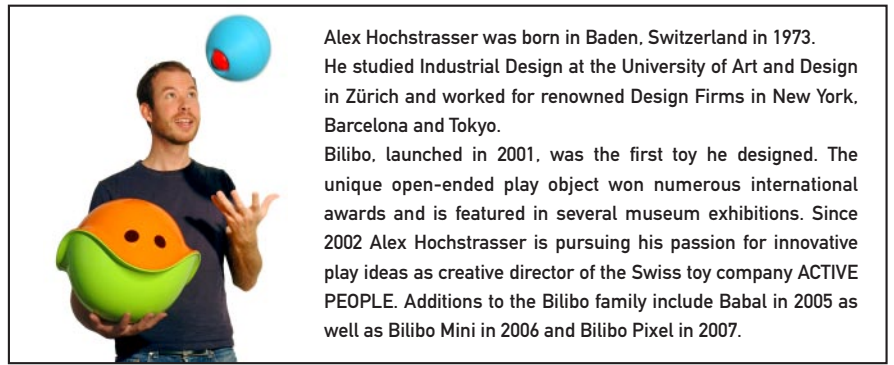 Alex Hochstrasser was born in Baden, Switzerland in 1973.
He studied Industrial Design at the University of Art and Design
in Zürich and worked for renowned Design Firms in New York,
Barcelona and Tokyo.
Bilibo, launched in 2001, was the first toy he designed. The
unique open-ended play object won numerous international
awards and is featured in several museum exhibitions. Since
2002 Alex Hochstrasser is pursuing his passion for innovative
play ideas as creative director of the Swiss toy company ACTIVE
PEOPLE. Additions to the Bilibo family include Babal in 2005 as
well as Bilibo Mini in 2006 and Bilibo Pixel in 2007.